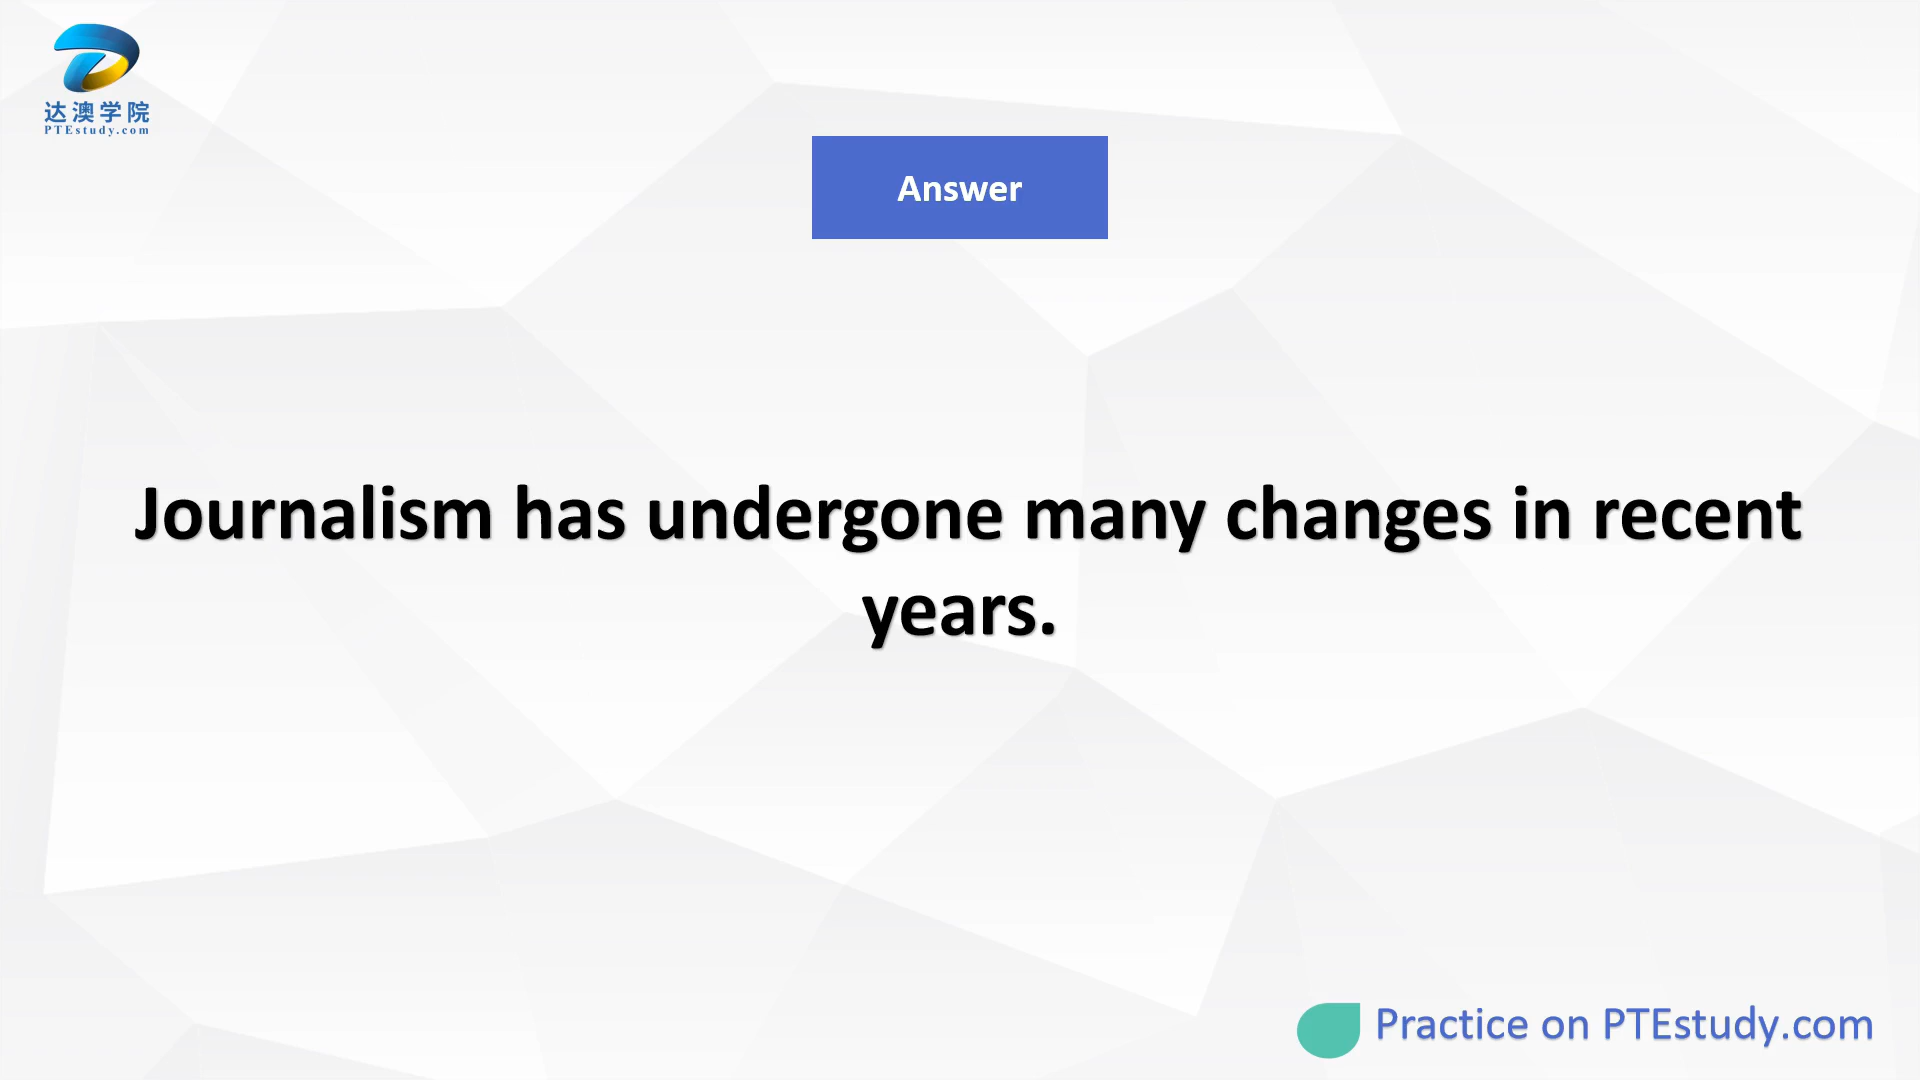 达澳学院
PTEstudy.com
Answer
Journalism has undergone many changes in recent
years.
Practice on PTEstudy.com